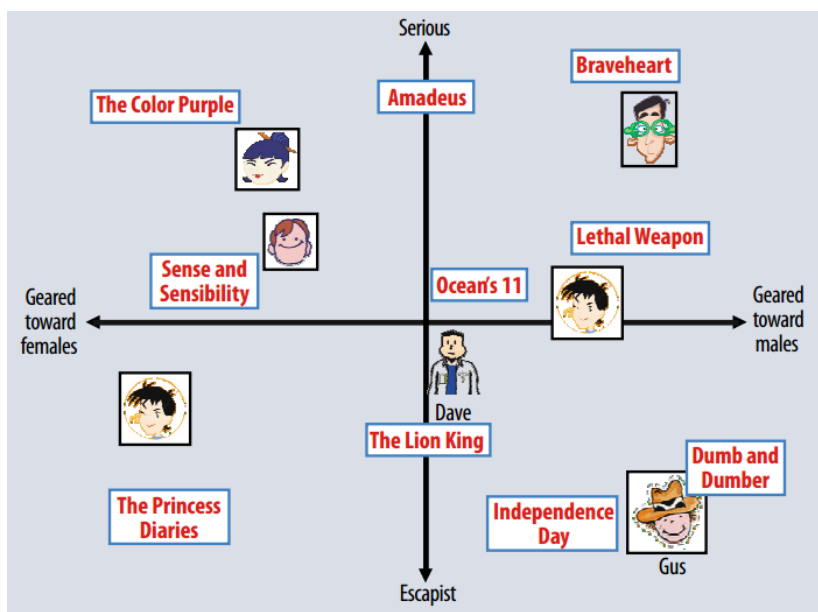 Serious
Braveheart
The Color Purple
Amadeus
Lethal Weapon
Sense and
Sensibility
Ocean's 11
Geared
toward
females
Geared
toward
males
Dave
The Lion King
Dumb and
Dumber
The Princess
Diaries
Independence
Day
Gus
Escapist